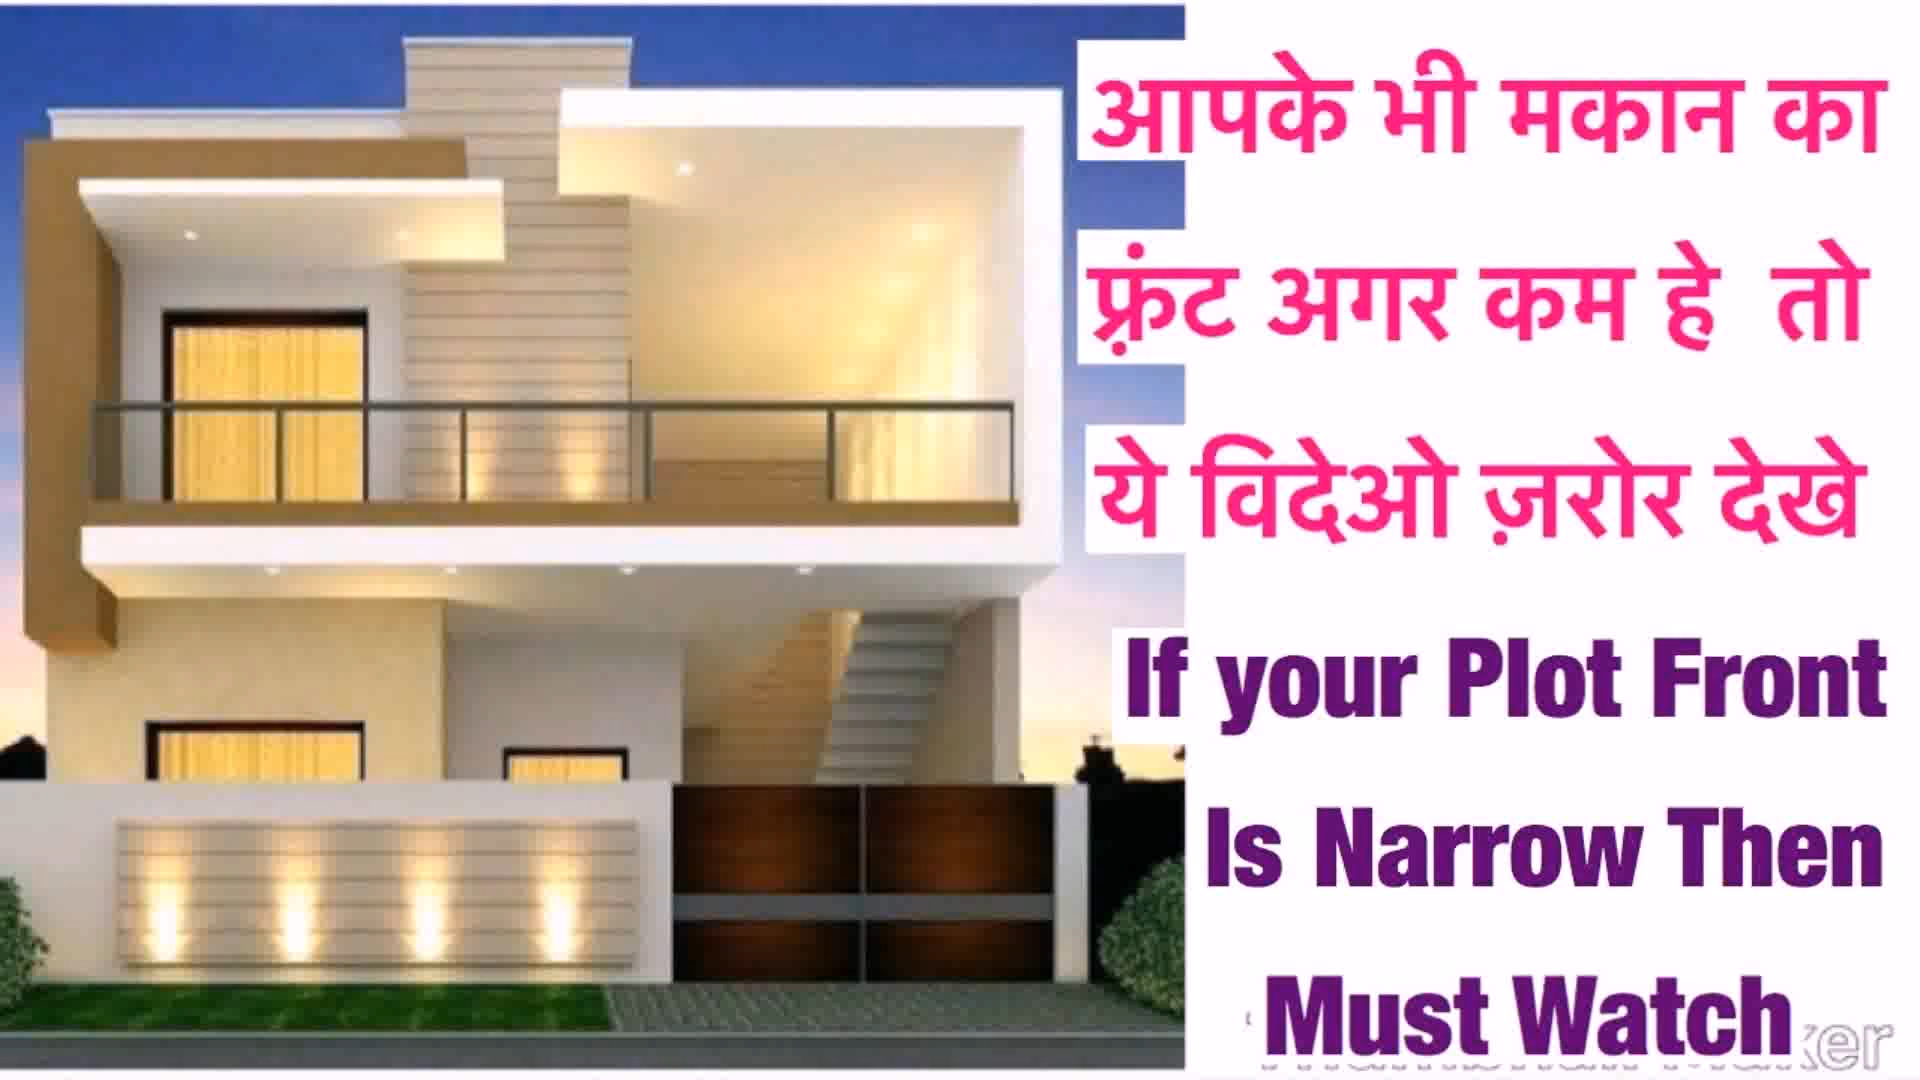 आपके भी मकान का
फ़्रंट अगर कम हे तो
ये विदेओ ज़रोर देखे
If your Plot Front
Is Narrow Then
Must Watch